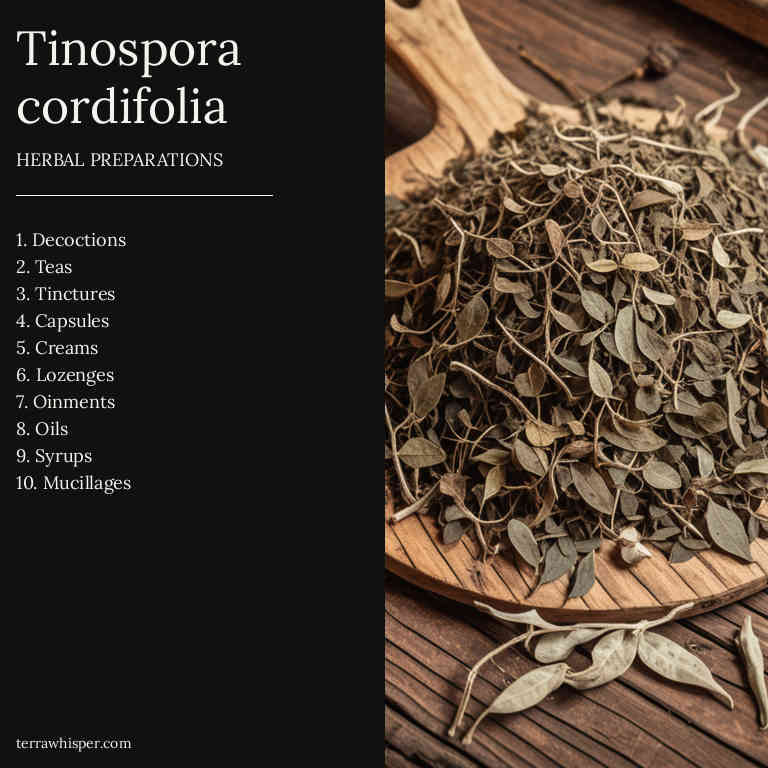 Tinospora
cordifolia
HERBAL PREPARATIONS
1. Decoctions
2. Teas
3. Tinctures
4. Capsules
5. Creams
6. Lozenges
7. Oinments
8. Oils
9. Syrups
10. Mucillages
terrawhisper.com